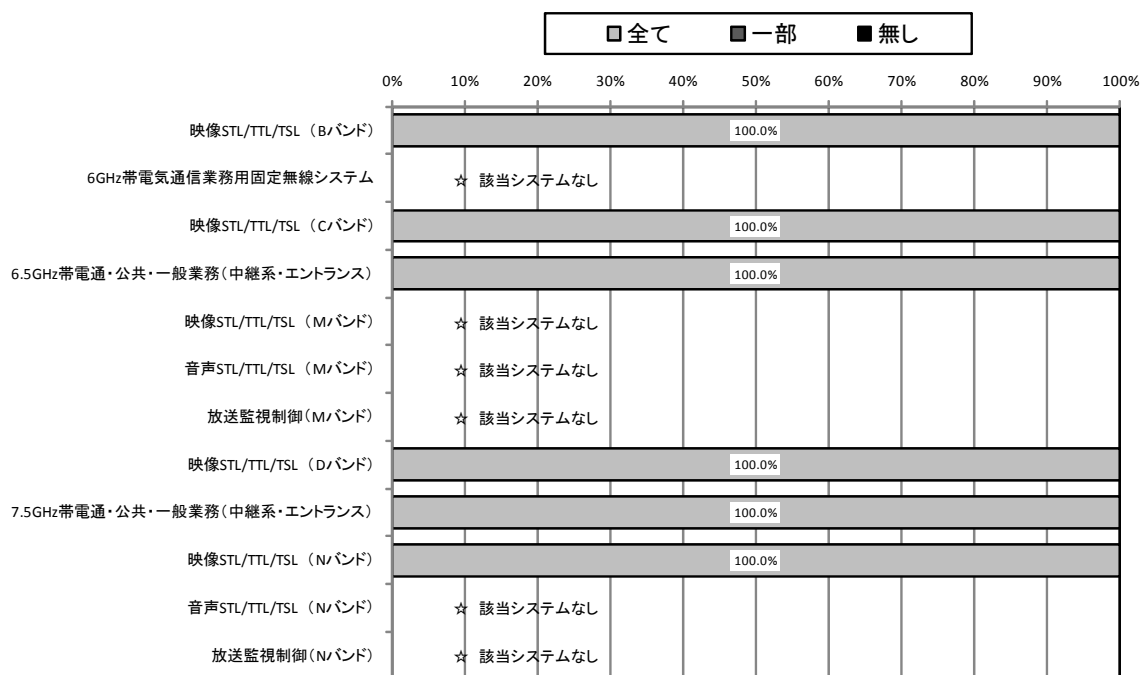 全て 一部 無し
0% 10% 20% 30% 40% 50% 60% 70% 80% 90% 100%
映像STL/TTL/TSL （Bバンド） 100.0%
6GHz帯電気通信業務用固定無線システム ☆ 該当システムなし
映像STL/TTL/TSL （Cバンド） 100.0%
6.5GHz帯電通・公共・一般業務（中継系・エントランス） 100.0%
映像STL/TTL/TSL （Mバンド） ☆ 該当システムなし
音声STL/TTL/TSL （Mバンド） ☆ 該当システムなし
放送監視制御（Mバンド） ☆ 該当システムなし
映像STL/TTL/TSL （Dバンド） 100.0%
7.5GHz帯電通・公共・一般業務（中継系・エントランス） 100.0%
映像STL/TTL/TSL （Nバンド） 100.0%
音声STL/TTL/TSL （Nバンド） ☆ 該当システムなし
放送監視制御（Nバンド） ☆ 該当システムなし